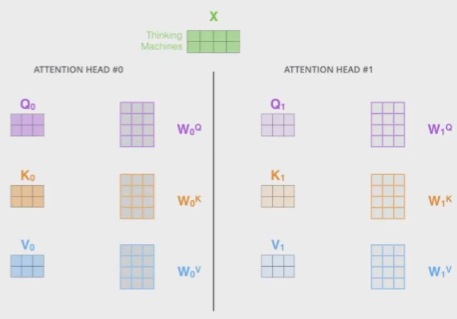 X
Thinking
Machines
ATTENTION HEAD #0
ATTENTION HEAD #1
Q₀
W₀Q
Q₁
W₁Q
K₀
W₀K
K₁
W₁K
V₀
W₀V
V₁
W₁V